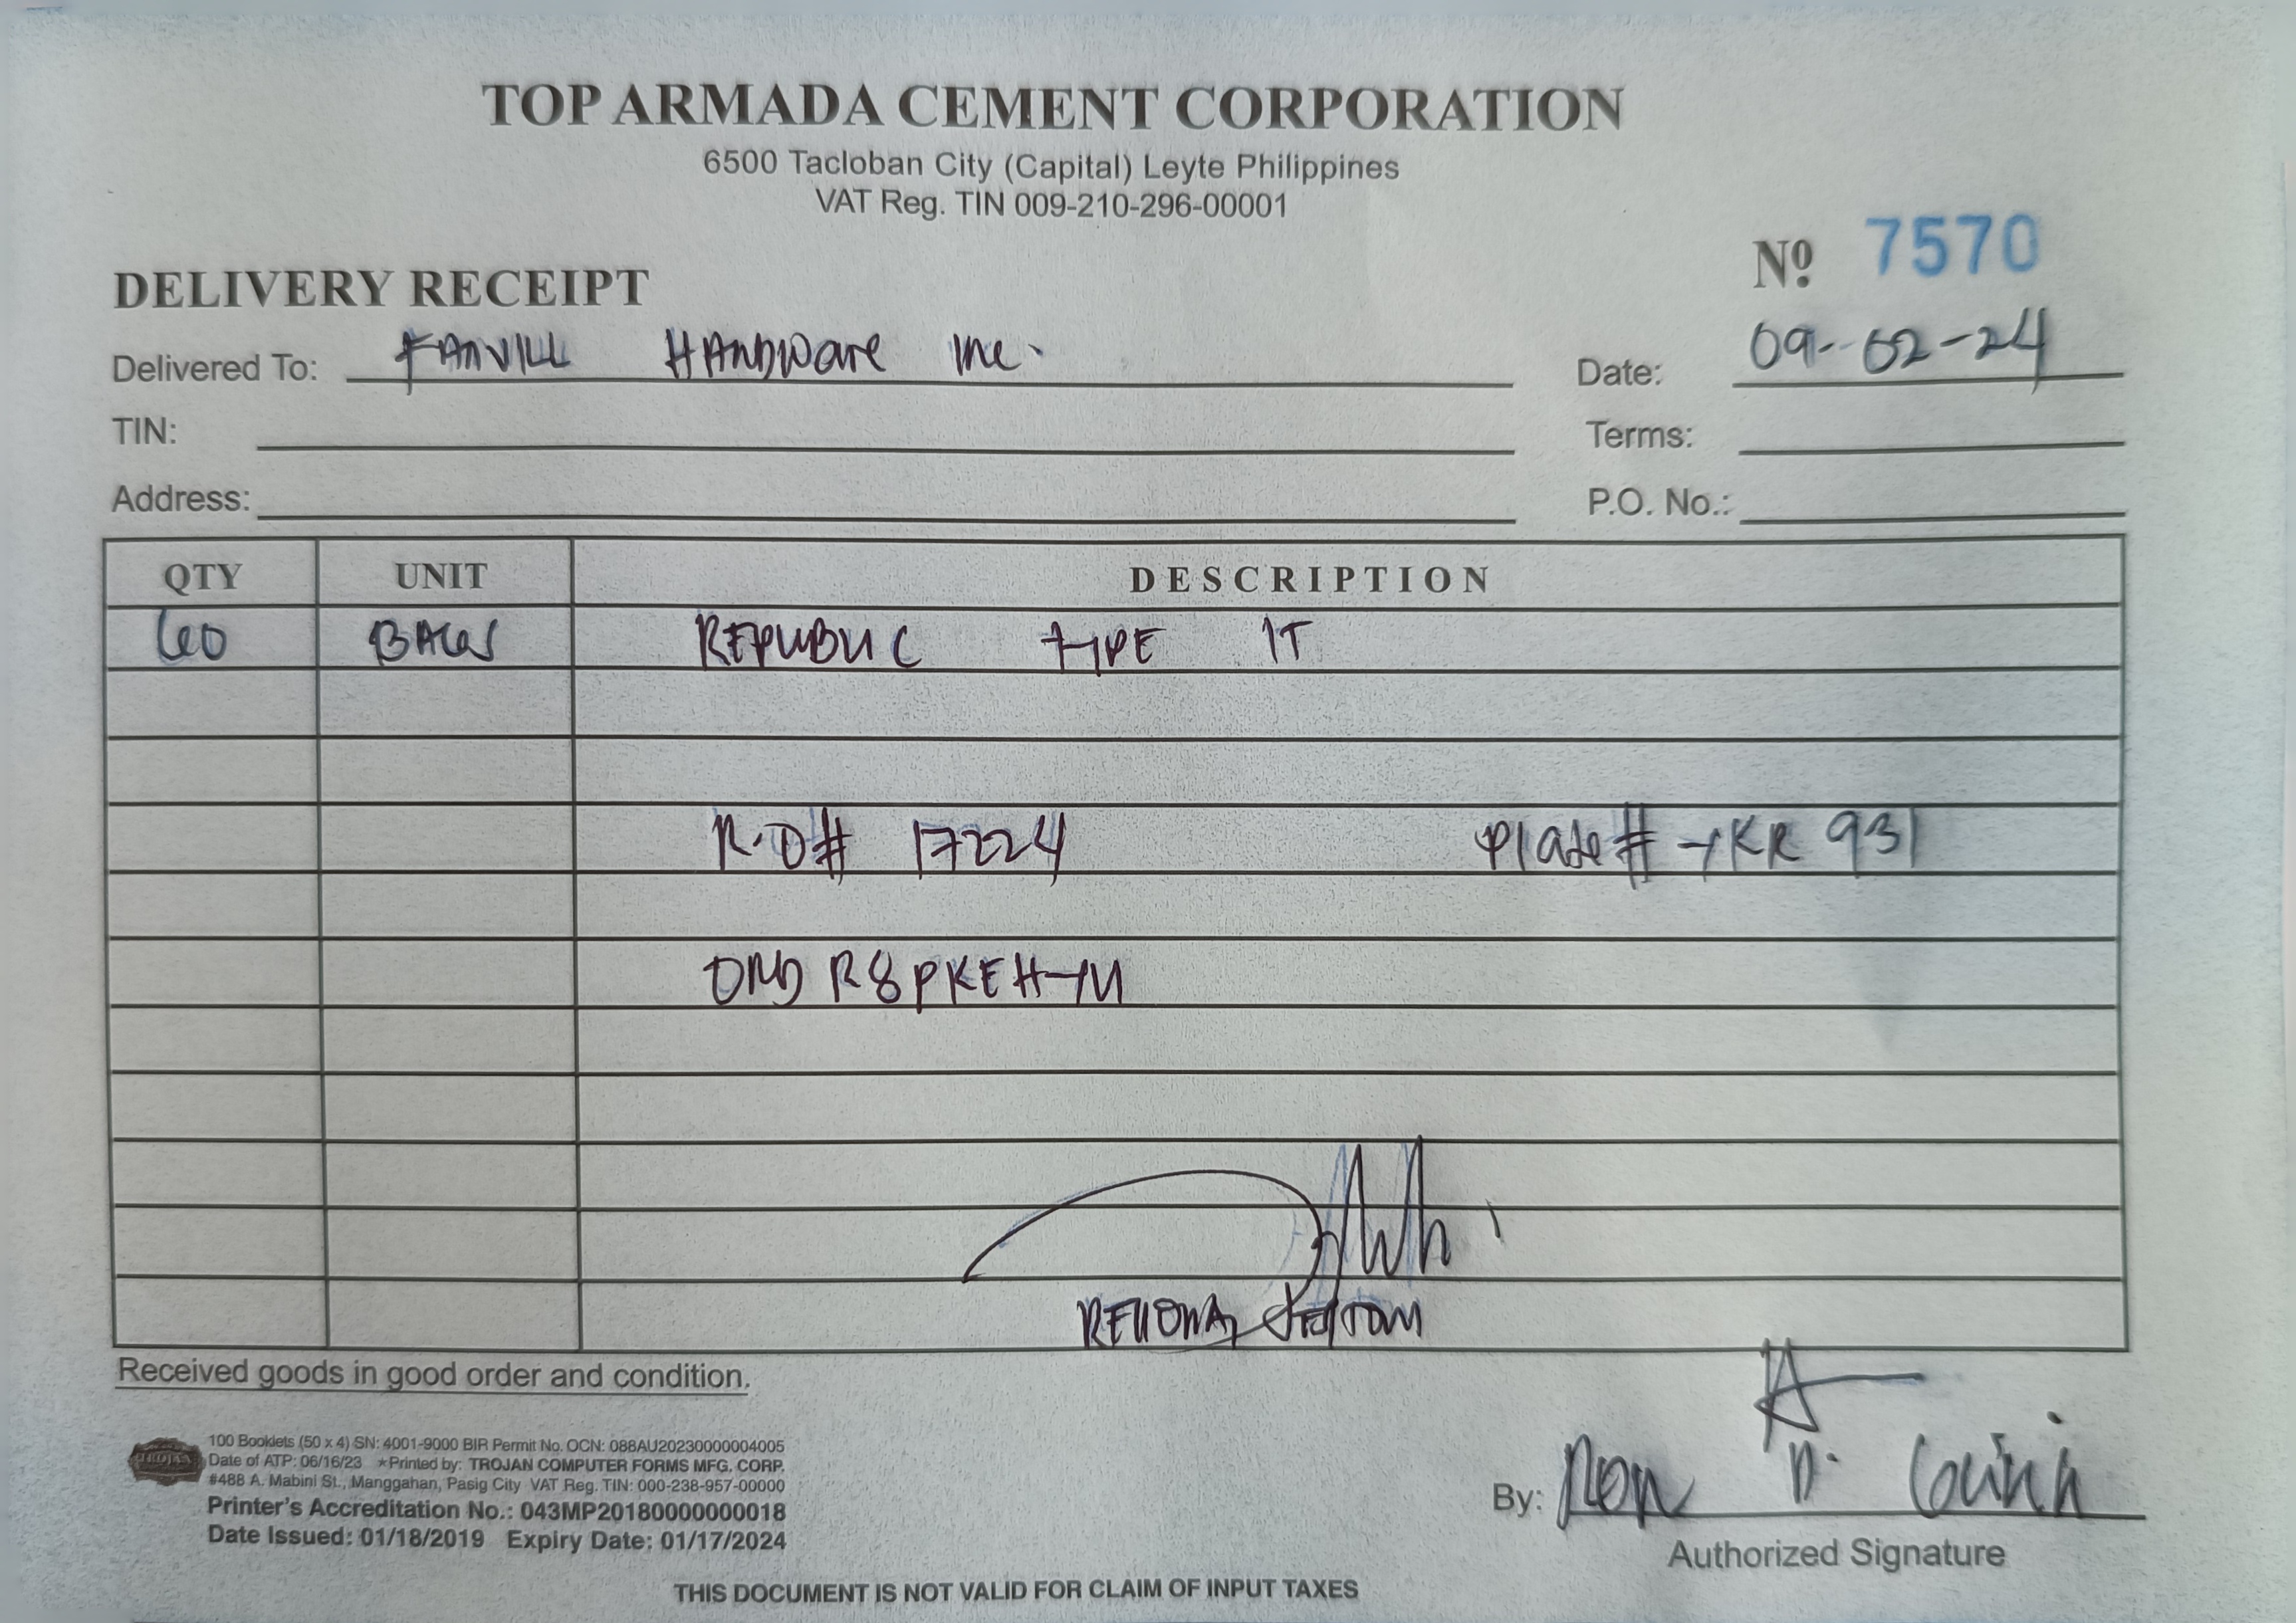 TOP ARMADA CEMENT CORPORATION
6500 Tacloban City (Capital) Leyte Philippines
VAT Reg. TIN 009-210-296-00001
Nº 7570
DELIVERY RECEIPT
Delivered To: FANVILL HARDWARE INC. Date: 09-02-24
TIN: Terms:
Address: P.O. No.:
QTY UNIT DESCRIPTION
600 BAGS REPUBLIC TYPE 1T
R.O# 17224 Plate# YKR 931
ORD R8PKEH-M
Received goods in good order and condition.
TROJAN
100 Booklets (50 x 4) SN: 4001-9000 BIR Permit No. OCN: 088AU20230000004005
Date of ATP: 06/16/23 *Printed by: TROJAN COMPUTER FORMS MFG. CORP.
#488 A. Mabini St., Manggahan, Pasig City VAT Reg. TIN: 000-238-957-00000
Printer's Accreditation No.: 043MP20180000000018
Date Issued: 01/18/2019 Expiry Date: 01/17/2024
By: Ron D.
Authorized Signature
THIS DOCUMENT IS NOT VALID FOR CLAIM OF INPUT TAXES